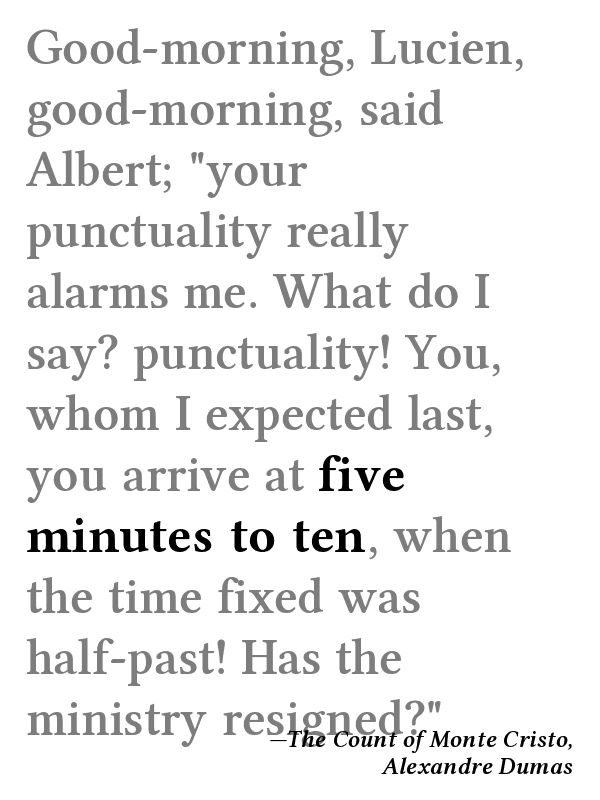 Good-morning, Lucien,
good-morning, said
Albert; "your
punctuality really
alarms me. What do I
say? punctuality! You,
whom I expected last,
you arrive at five
minutes to ten, when
the time fixed was
half-past! Has the
ministry resigned?"
—The Count of Monte Cristo,
Alexandre Dumas